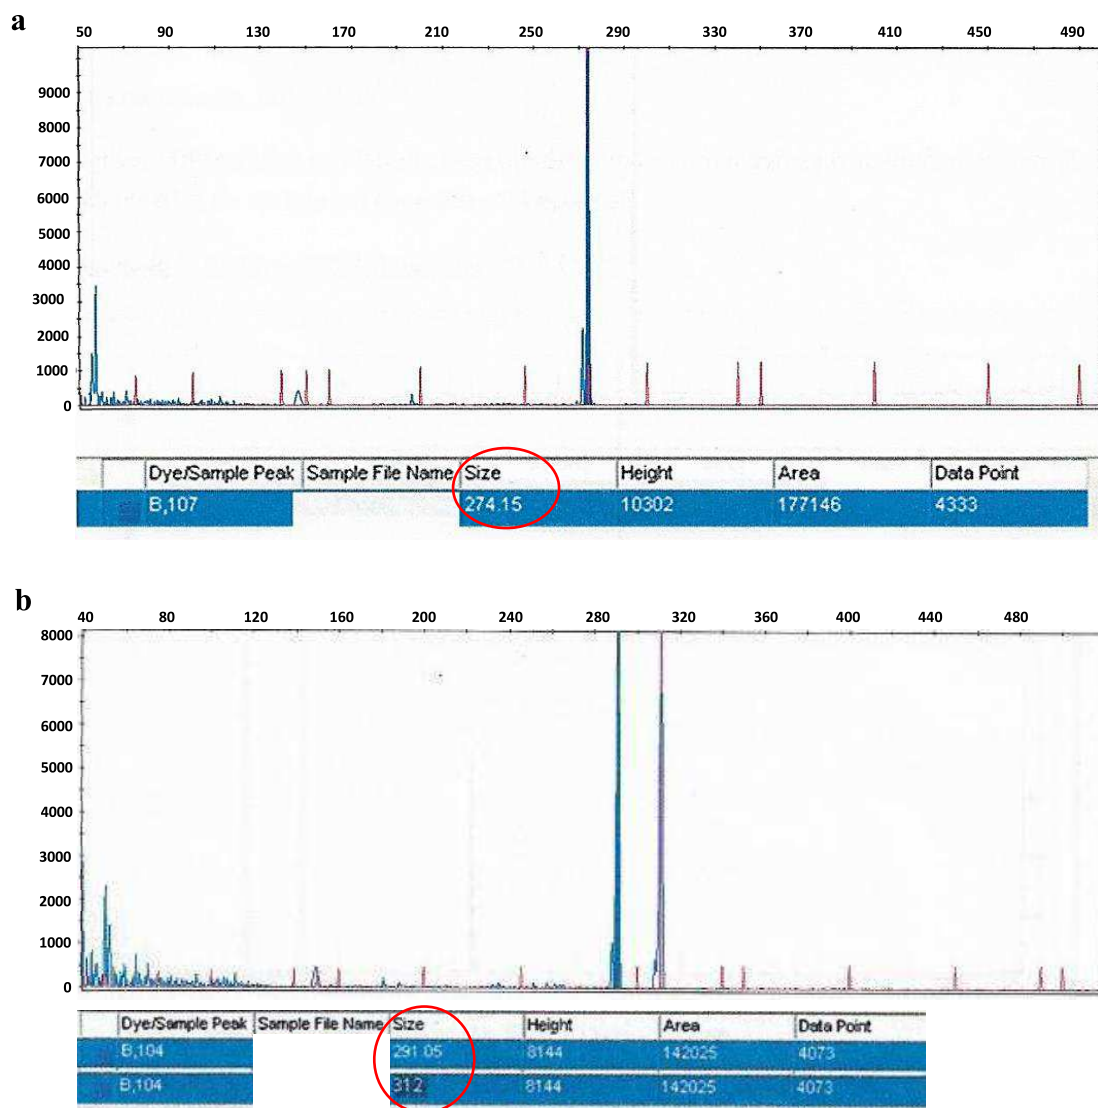 a
50 90 130 170 210 250 290 330 370 410 450 490
9000
8000
7000
6000
5000
4000
3000
2000
1000
0
Dye/Sample Peak Sample File Name Size Height Area Data Point
B,107 274.15 10302 177146 4333
b
40 80 120 160 200 240 280 320 360 400 440 480
8000
7000
6000
5000
4000
3000
2000
1000
0
Dye/Sample Peak Sample File Name Size Height Area Data Point
B,104 291.05 8144 142025 4073
B,104 312 8144 142025 4073